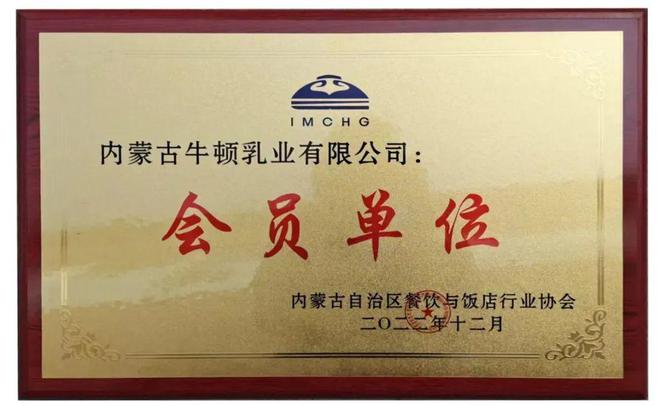 IMCHG
内蒙古牛顿乳业有限公司：
会员单位
内蒙古自治区餐饮与饭店行业协会
二〇二二年十二月